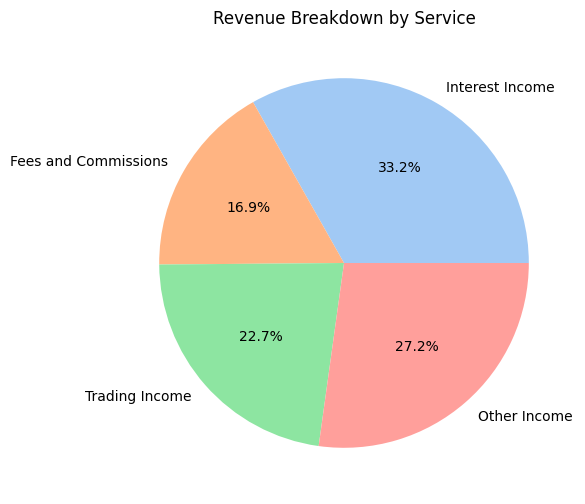 Revenue Breakdown by Service
Interest Income
33.2%
Fees and Commissions
16.9%
Trading Income
22.7%
Other Income
27.2%